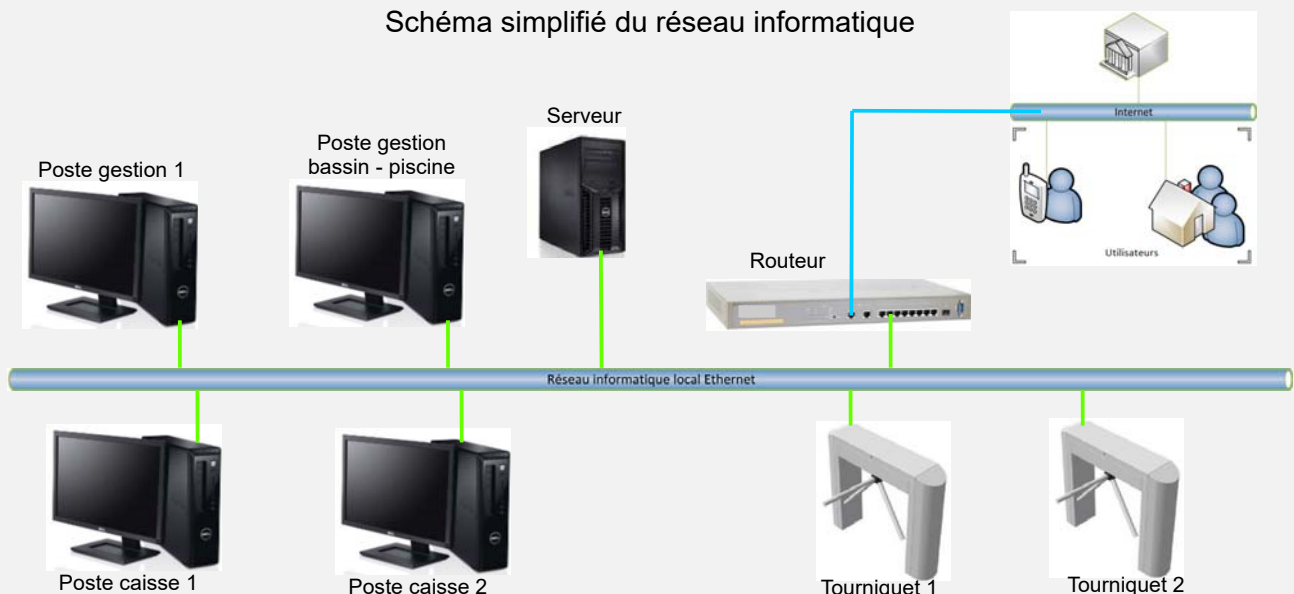 Schéma simplifié du réseau informatique
Internet
Utilisateurs
Serveur
Poste gestion
bassin - piscine
Poste gestion 1
Routeur
Réseau informatique local Ethernet
Poste caisse 1
Poste caisse 2
Tourniquet 1
Tourniquet 2